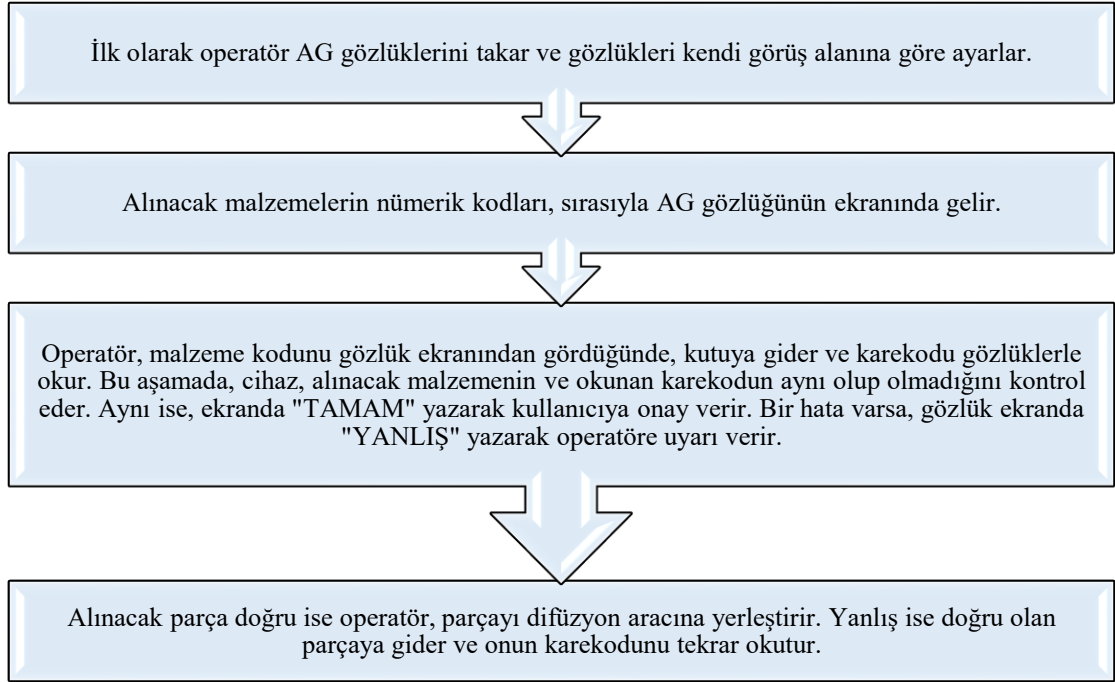 İlk olarak operatör AG gözlüklerini takar ve gözlükleri kendi görüş alanına göre ayarlar.
Alınacak malzemelerin nümerik kodları, sırasıyla AG gözlüğünün ekranında gelir.
Operatör, malzeme kodunu gözlük ekranından gördüğünde, kutuya gider ve karekodu gözlüklerle
okur. Bu aşamada, cihaz, alınacak malzemenin ve okunan karekodun aynı olup olmadığını kontrol
eder. Aynı ise, ekranda "TAMAM" yazarak kullanıcıya onay verir. Bir hata varsa, gözlük ekranda
"YANLIŞ" yazarak operatöre uyarı verir.
Alınacak parça doğru ise operatör, parçayı difüzyon aracına yerleştirir. Yanlış ise doğru olan
parçaya gider ve onun karekodunu tekrar okutur.